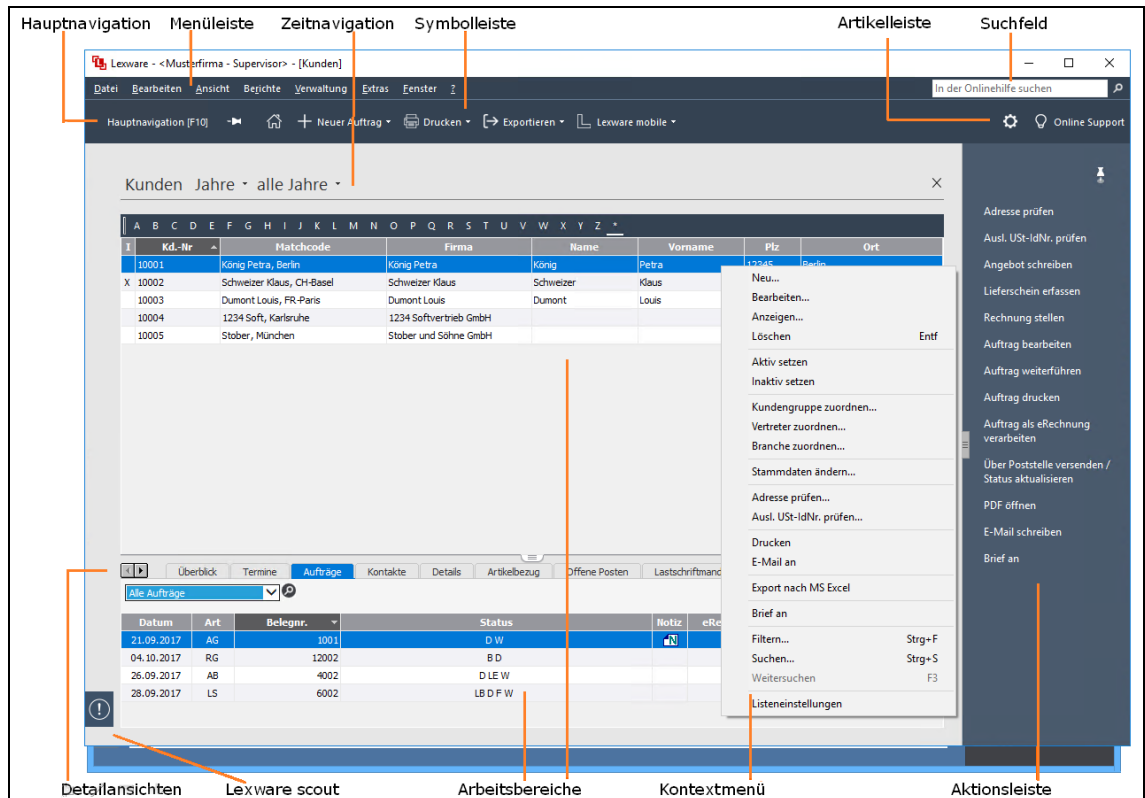 Hauptnavigation Menüleiste Zeitnavigation Symbolleiste Artikelleiste Suchfeld
Lexware - <Musterfirma - Supervisor> - [Kunden]
Datei Bearbeiten Ansicht Berichte Verwaltung Extras Fenster ? In der Onlinehilfe suchen
Hauptnavigation [F10] Neuer Auftrag Drucken Exportieren Lexware mobile Online Support
Kunden Jahre alle Jahre
A B C D E F G H I J K L M N O P Q R S T U V W X Y Z *
I Kd.-Nr Matchcode Firma Name Vorname Plz Ort
10001 König Petra, Berlin König Petra König Petra 12345 Berlin
X 10002 Schweizer Klaus, CH-Basel Schweizer Klaus Schweizer Klaus
10003 Dumont Louis, FR-Paris Dumont Louis Dumont Louis
10004 1234 Soft, Karlsruhe 1234 Softvertrieb GmbH
10005 Stober, München Stober und Söhne GmbH
Neu...
Bearbeiten...
Anzeigen...
Löschen Entf
Aktiv setzen
Inaktiv setzen
Kundengruppe zuordnen...
Vertreter zuordnen...
Branche zuordnen...
Stammdaten ändern...
Adresse prüfen...
Ausl. USt-IdNr. prüfen...
Drucken
E-Mail an
Export nach MS Excel
Brief an
Filtern... Strg+F
Suchen... Strg+S
Weitersuchen F3
Listeneinstellungen
Adresse prüfen
Ausl. USt-IdNr. prüfen
Angebot schreiben
Lieferschein erfassen
Rechnung stellen
Auftrag bearbeiten
Auftrag weiterführen
Auftrag drucken
Auftrag als eRechnung
verarbeiten
Über Poststelle versenden /
Status aktualisieren
PDF öffnen
E-Mail schreiben
Brief an
Überblick Termine Aufträge Kontakte Details Artikelbezug Offene Posten Lastschriftmand
Alle Aufträge
Datum Art Belegnr. Status Notiz eRe
21.09.2017 AG 1001 D W N
04.10.2017 RG 12002 B D
26.09.2017 AB 4002 D LE W
28.09.2017 LS 6002 LB D F W
Detailansichten Lexware scout Arbeitsbereiche Kontextmenü Aktionsleiste